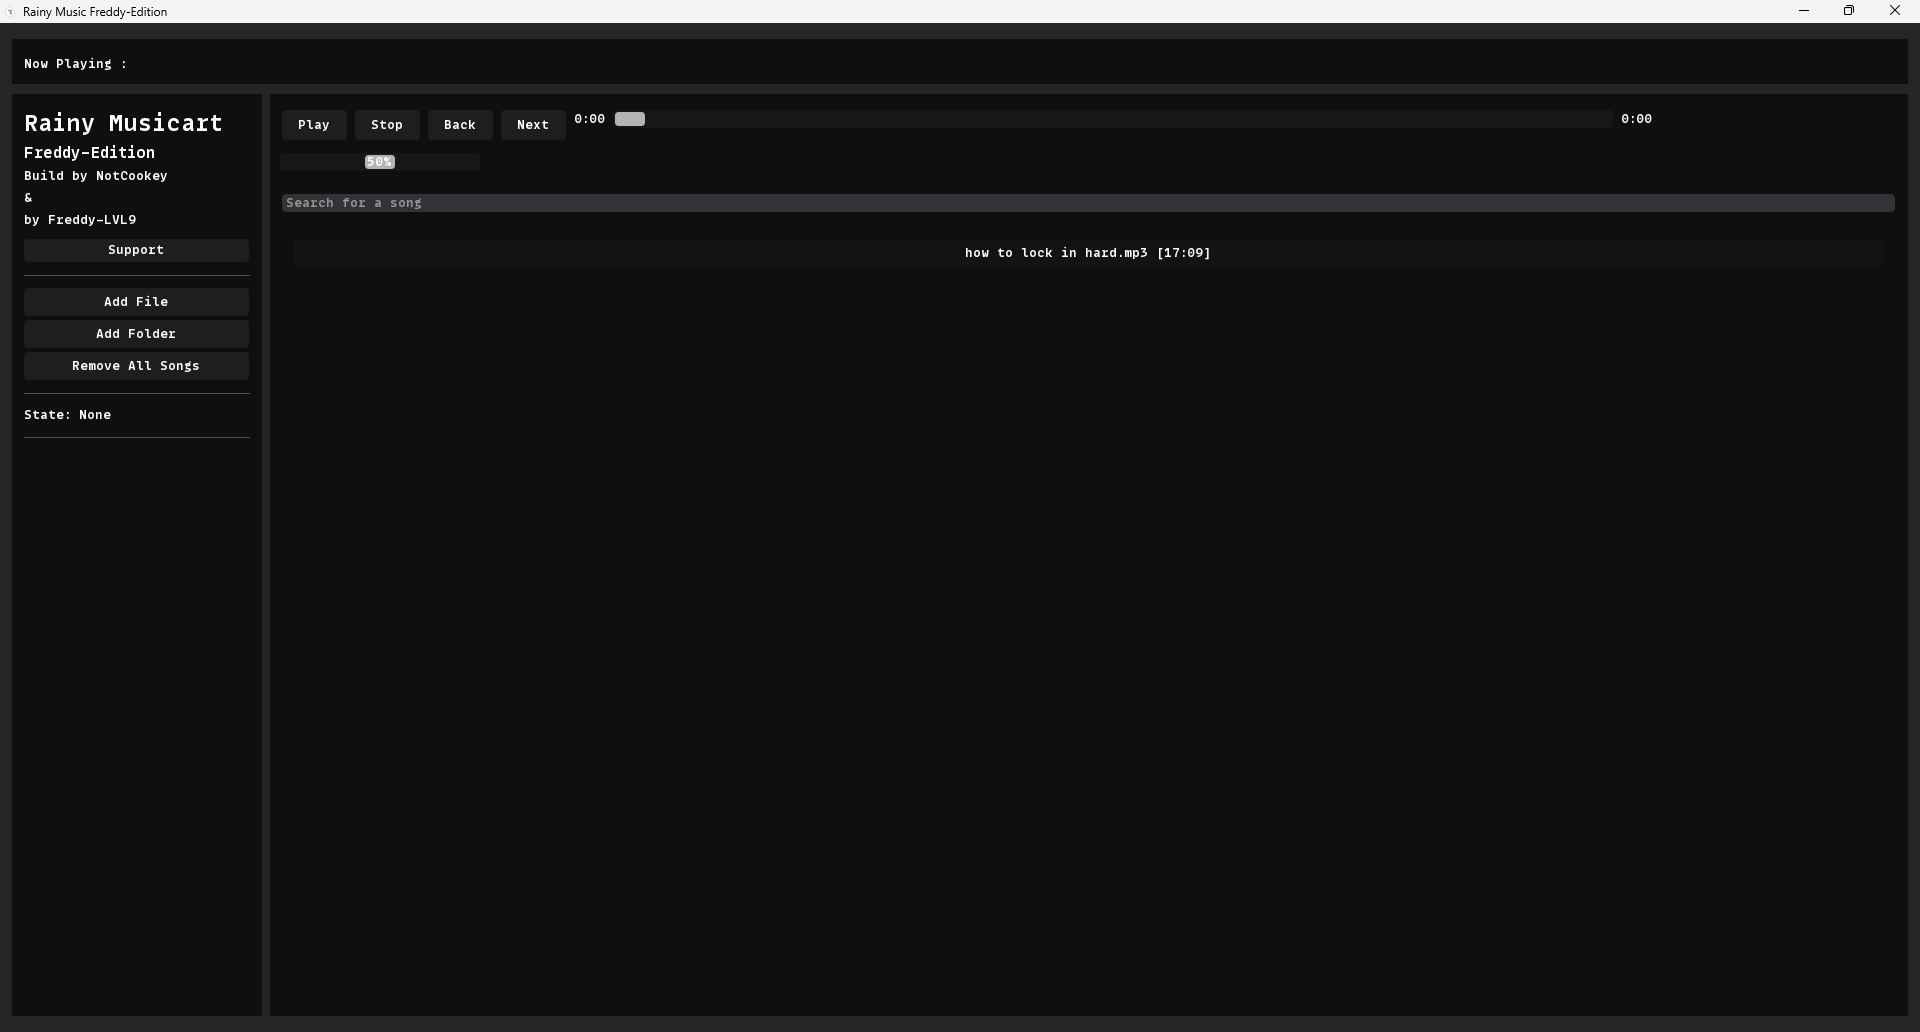 Rainy Music Freddy-Edition
Now Playing :
Rainy Musicart
Freddy-Edition
Build by NotCookey
&
by Freddy-LVL9
Support
Add File
Add Folder
Remove All Songs
State: None
Play Stop Back Next 0:00 0:00
50%
Search for a song
how to lock in hard.mp3 [17:09]